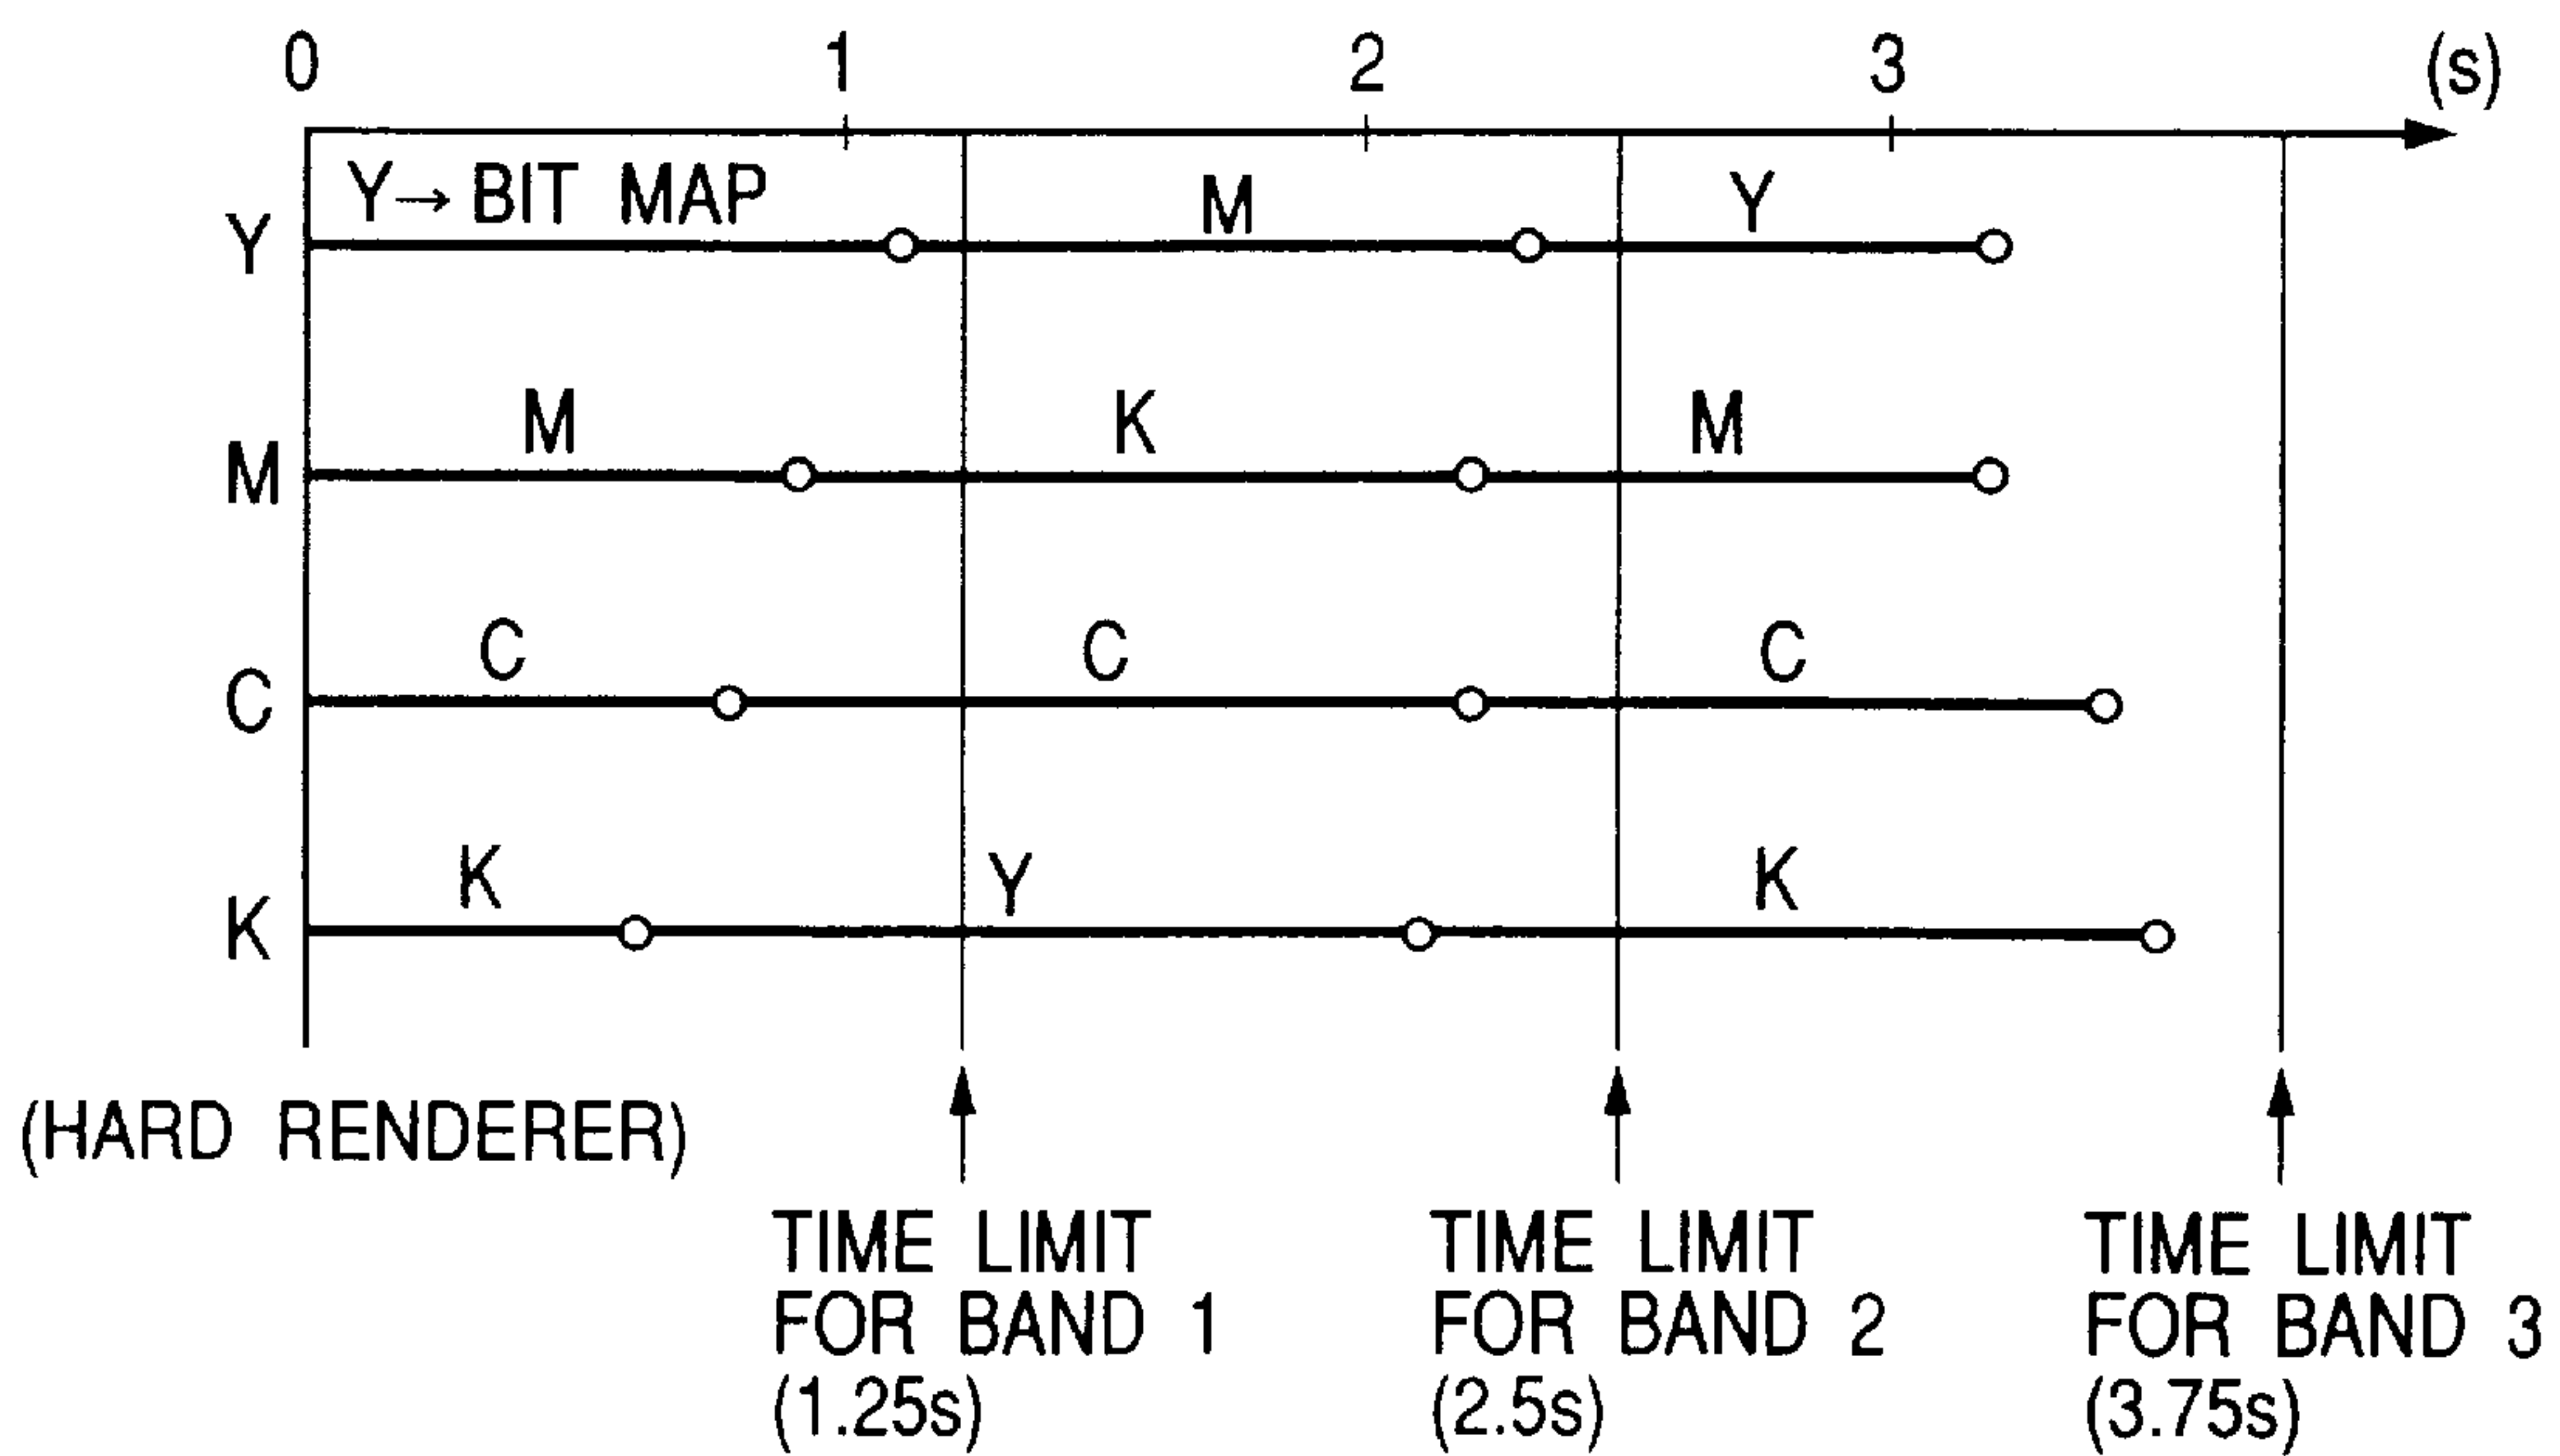 0 1 2 3 (s)
Y→ BIT MAP M Y
Y
M K M
M
C C C
C
K Y K
K
(HARD RENDERER)
TIME LIMIT
FOR BAND 1
(1.25s)
TIME LIMIT
FOR BAND 2
(2.5s)
TIME LIMIT
FOR BAND 3
(3.75s)